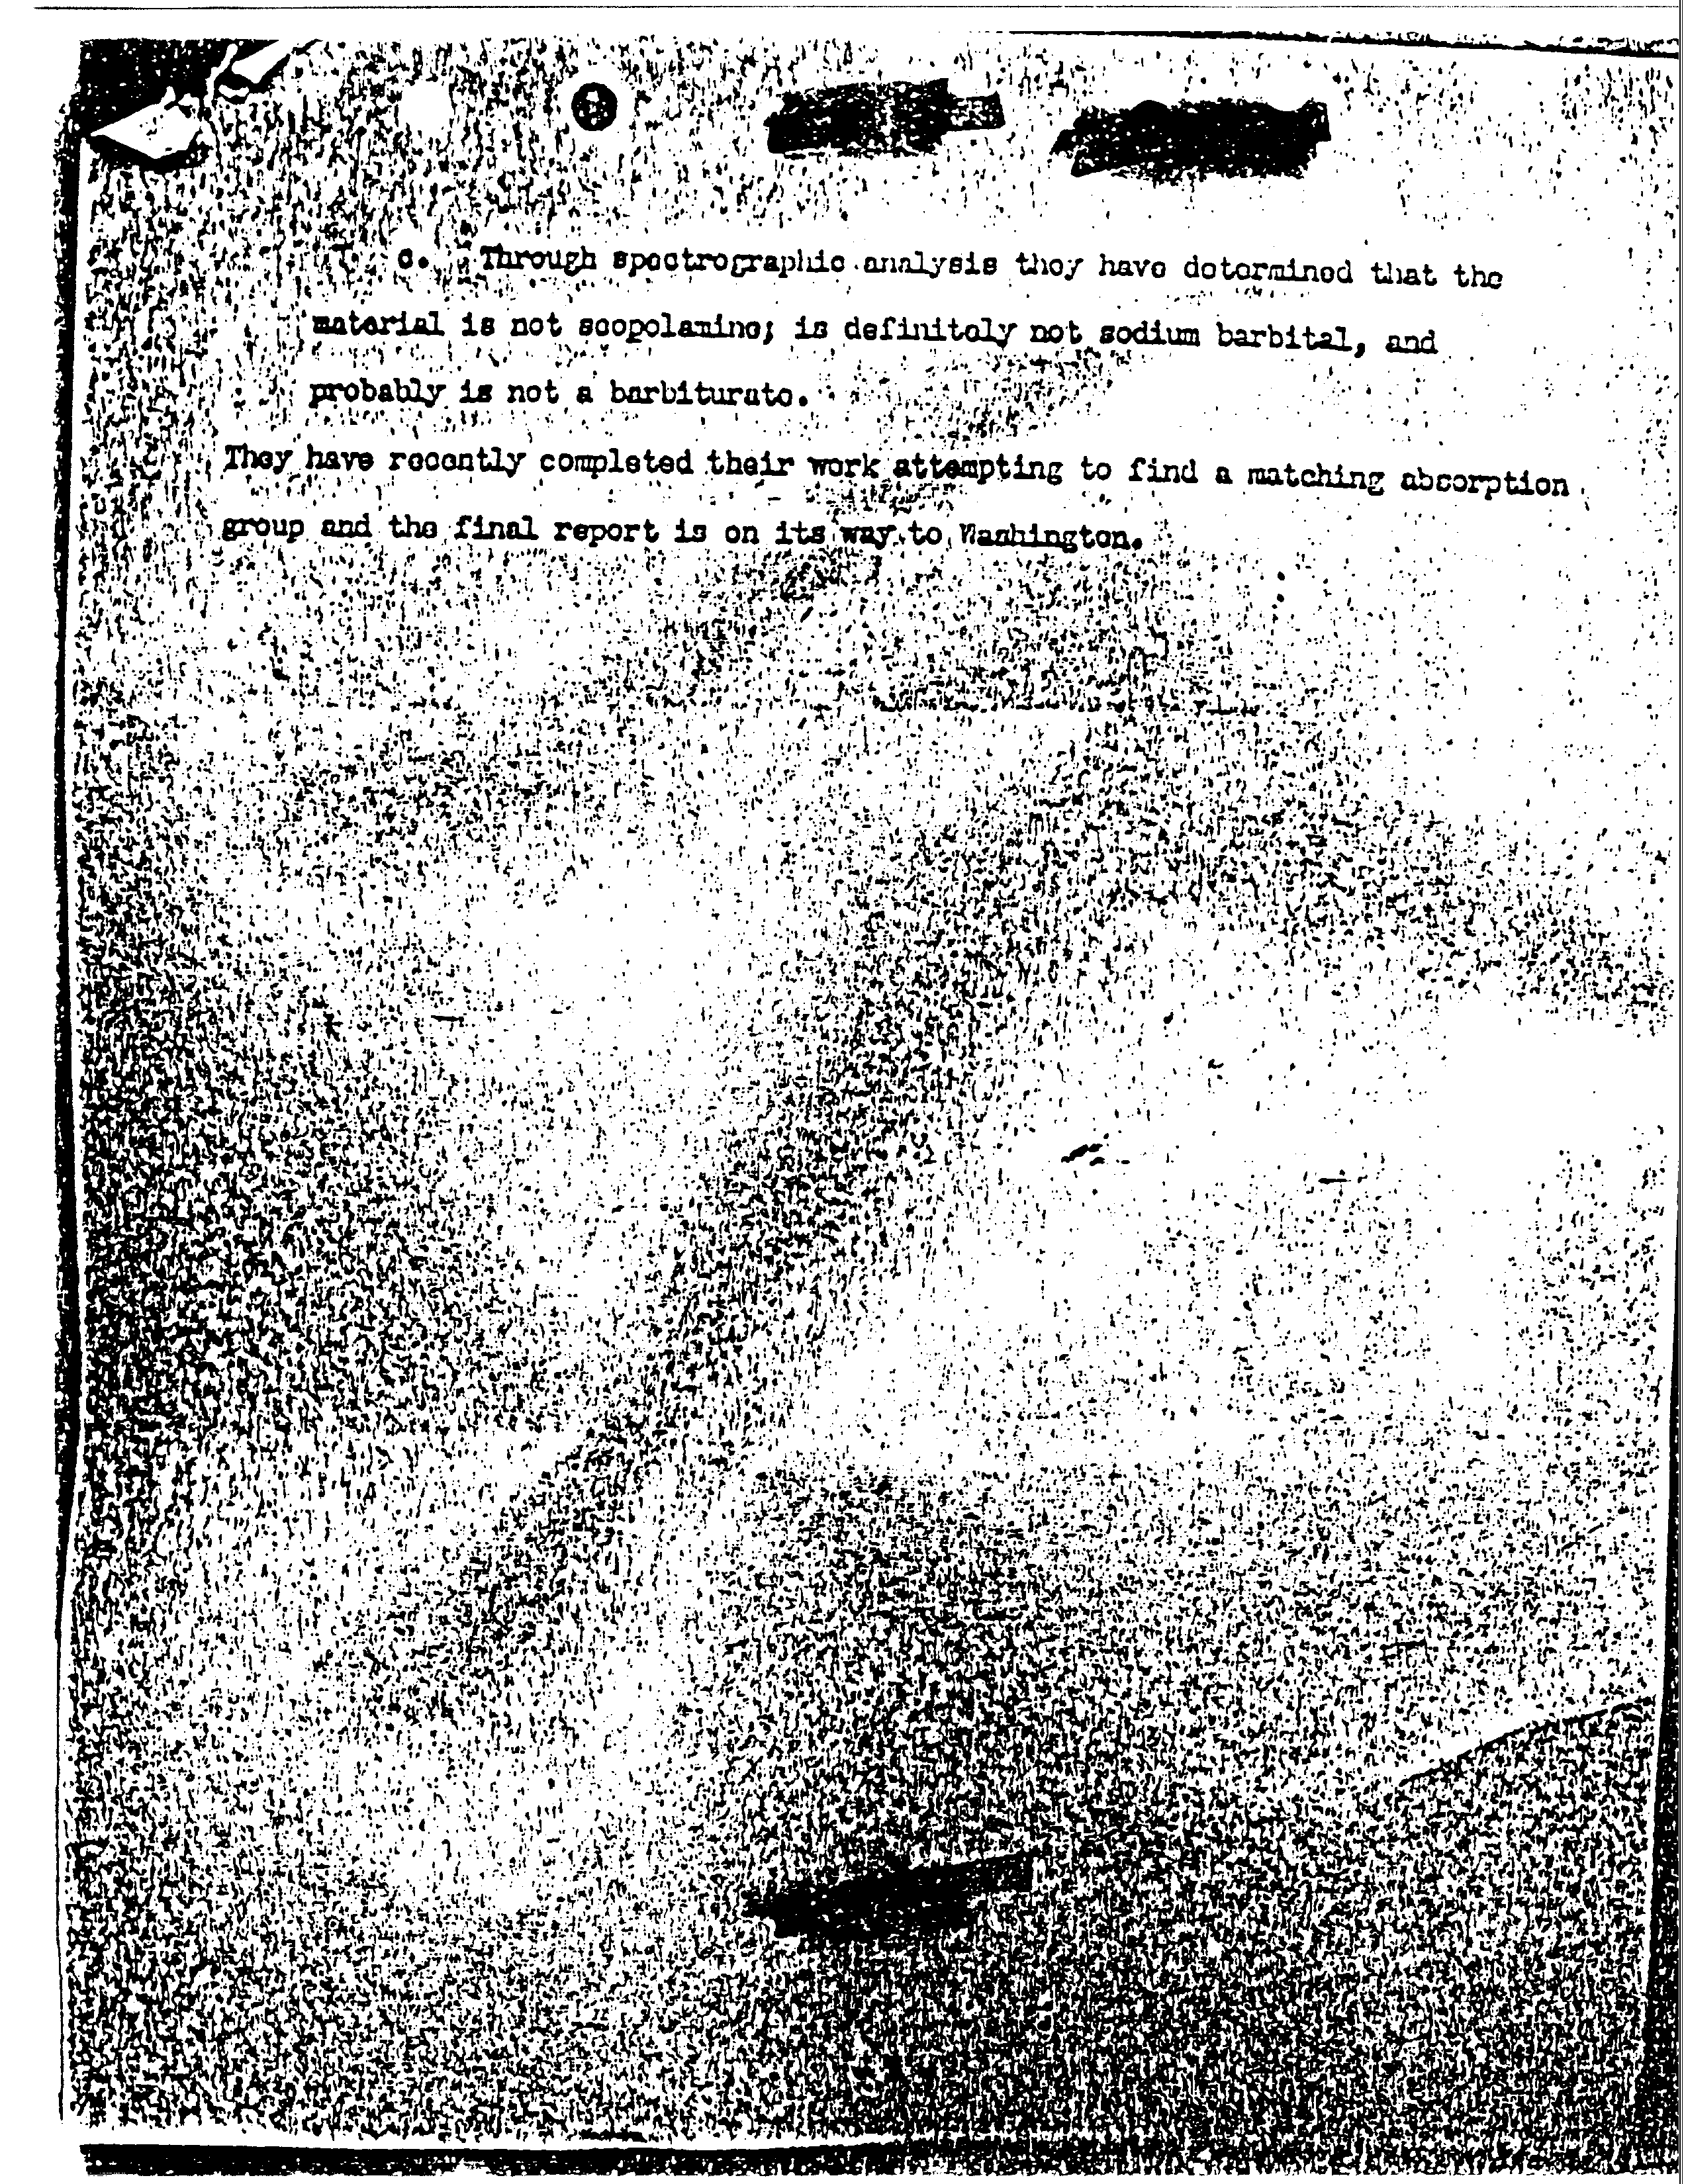 c. Through spectrographic analysis they have determined that the
material is not scopolamine; is definitely not sodium barbital, and
probably is not a barbiturate.
They have recently completed their work attempting to find a matching absorption
group and the final report is on its way to Washington.